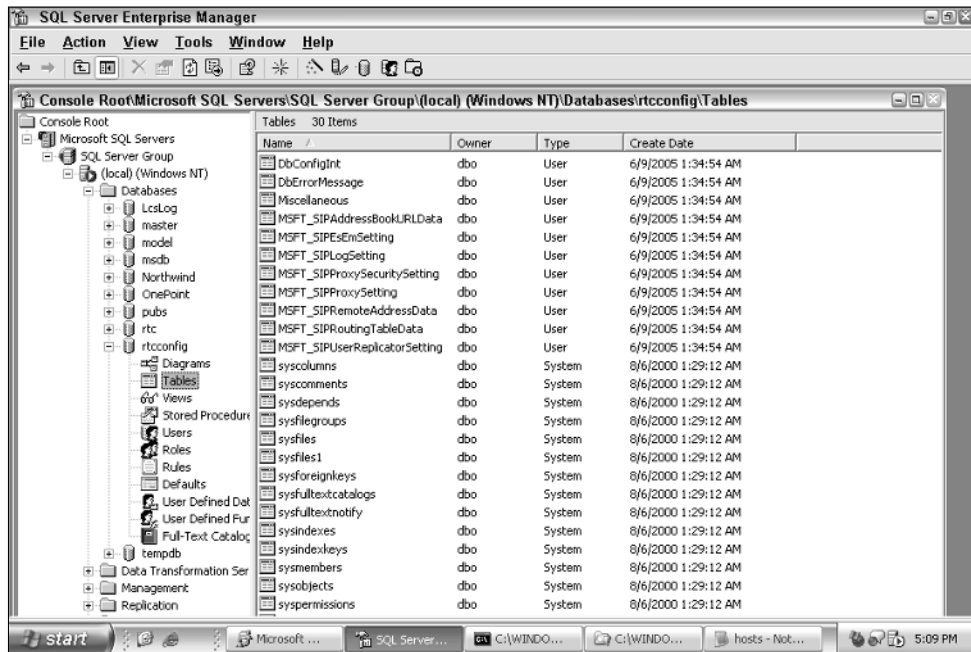 SQL Server Enterprise Manager
File Action View Tools Window Help
Console Root\Microsoft SQL Servers\SQL Server Group\(local) (Windows NT)\Databases\rtcconfig\Tables
Console Root
Microsoft SQL Servers
SQL Server Group
(local) (Windows NT)
Databases
LcsLog
master
model
msdb
Northwind
OnePoint
pubs
rtc
rtcconfig
Diagrams
Tables
Views
Stored Procedure
Users
Roles
Rules
Defaults
User Defined Dat
User Defined Fur
Full-Text Catalog
tempdb
Data Transformation Ser
Management
Replication
Tables 30 Items
Name Owner Type Create Date
DbConfigInt dbo User 6/9/2005 1:34:54 AM
DbErrorMessage dbo User 6/9/2005 1:34:54 AM
Miscellaneous dbo User 6/9/2005 1:34:54 AM
MSFT_SIPAddressBookURLData dbo User 6/9/2005 1:34:54 AM
MSFT_SIPEsEmSetting dbo User 6/9/2005 1:34:54 AM
MSFT_SIPLogSetting dbo User 6/9/2005 1:34:54 AM
MSFT_SIPProxySecuritySetting dbo User 6/9/2005 1:34:54 AM
MSFT_SIPProxySetting dbo User 6/9/2005 1:34:54 AM
MSFT_SIPRemoteAddressData dbo User 6/9/2005 1:34:54 AM
MSFT_SIPRoutingTableData dbo User 6/9/2005 1:34:54 AM
MSFT_SIPUserReplicatorSetting dbo User 6/9/2005 1:34:54 AM
syscolumns dbo System 8/6/2000 1:29:12 AM
syscomments dbo System 8/6/2000 1:29:12 AM
sysdepends dbo System 8/6/2000 1:29:12 AM
sysfilegroups dbo System 8/6/2000 1:29:12 AM
sysfiles dbo System 8/6/2000 1:29:12 AM
sysfiles1 dbo System 8/6/2000 1:29:12 AM
sysforeignkeys dbo System 8/6/2000 1:29:12 AM
sysfulltextcatalogs dbo System 8/6/2000 1:29:12 AM
sysfulltextnotify dbo System 8/6/2000 1:29:12 AM
sysindexes dbo System 8/6/2000 1:29:12 AM
sysindexkeys dbo System 8/6/2000 1:29:12 AM
sysmembers dbo System 8/6/2000 1:29:12 AM
sysobjects dbo System 8/6/2000 1:29:12 AM
syspermissions dbo System 8/6/2000 1:29:12 AM
start Microsoft ... SQL Server... C:\WINDO... C:\WINDO... hosts - Not... 5:09 PM